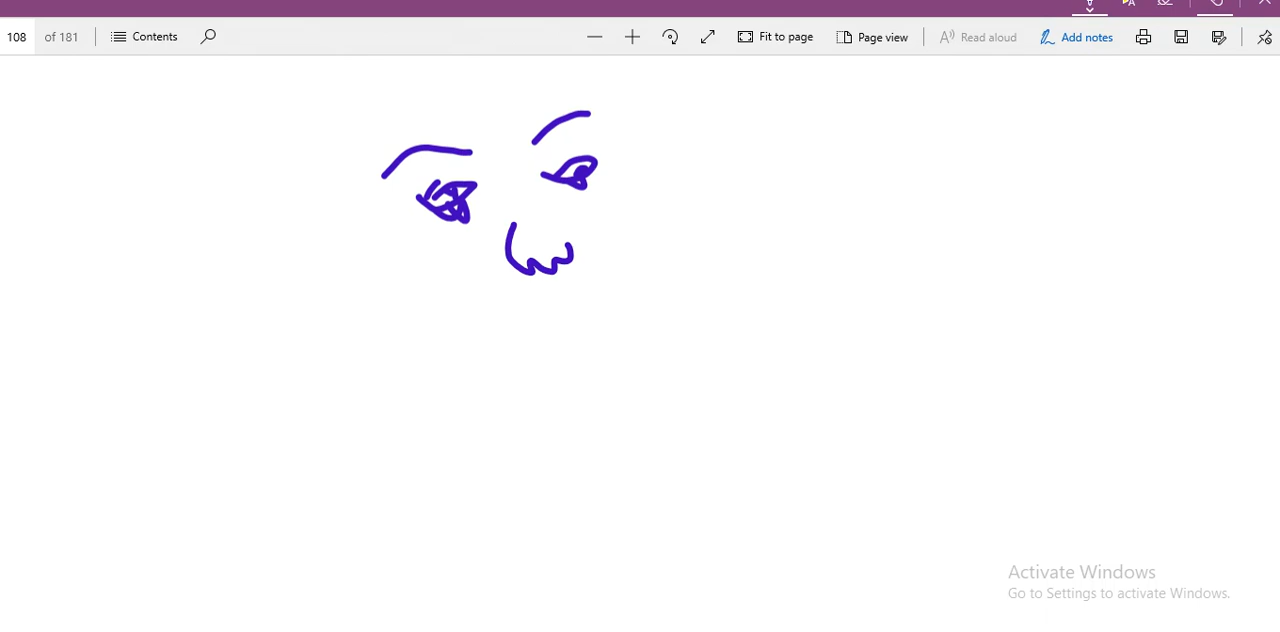 108 of 181 Contents Fit to page Page view Read aloud Add notes
Activate Windows
Go to Settings to activate Windows.